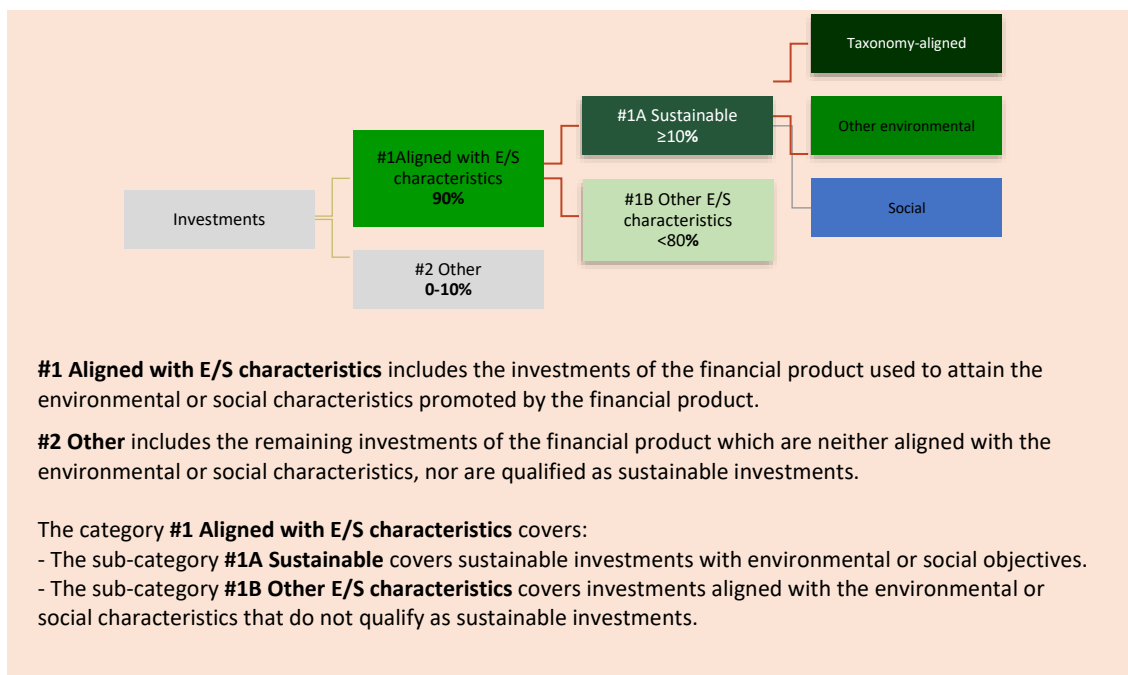 Taxonomy-aligned
#1A Sustainable
≥10%
Other environmental
#1Aligned with E/S
characteristics
90%
#1B Other E/S
characteristics
<80%
Social
Investments
#2 Other
0-10%
#1 Aligned with E/S characteristics includes the investments of the financial product used to attain the
environmental or social characteristics promoted by the financial product.
#2 Other includes the remaining investments of the financial product which are neither aligned with the
environmental or social characteristics, nor are qualified as sustainable investments.
The category #1 Aligned with E/S characteristics covers:
- The sub-category #1A Sustainable covers sustainable investments with environmental or social objectives.
- The sub-category #1B Other E/S characteristics covers investments aligned with the environmental or
social characteristics that do not qualify as sustainable investments.